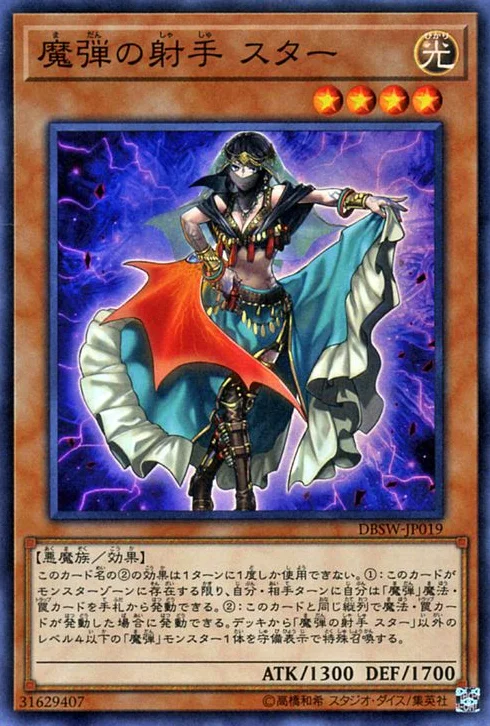 魔弾の射手 スター
光
DBSW-JP019
【悪魔族／効果】
このカード名の②の効果は１ターンに１度しか使用できない。①：このカードが
モンスターゾーンに存在する限り、自分・相手ターンに自分は「魔弾」魔法・
罠カードを手札から発動できる。②：このカードと同じ縦列で魔法・罠カード
が発動した場合に発動できる。デッキから「魔弾の射手 スター」以外の
レベル４以下の「魔弾」モンスター１体を守備表示で特殊召喚する。
ATK/1300 DEF/1700
31629407
©高橋和希 スタジオ・ダイス/集英社